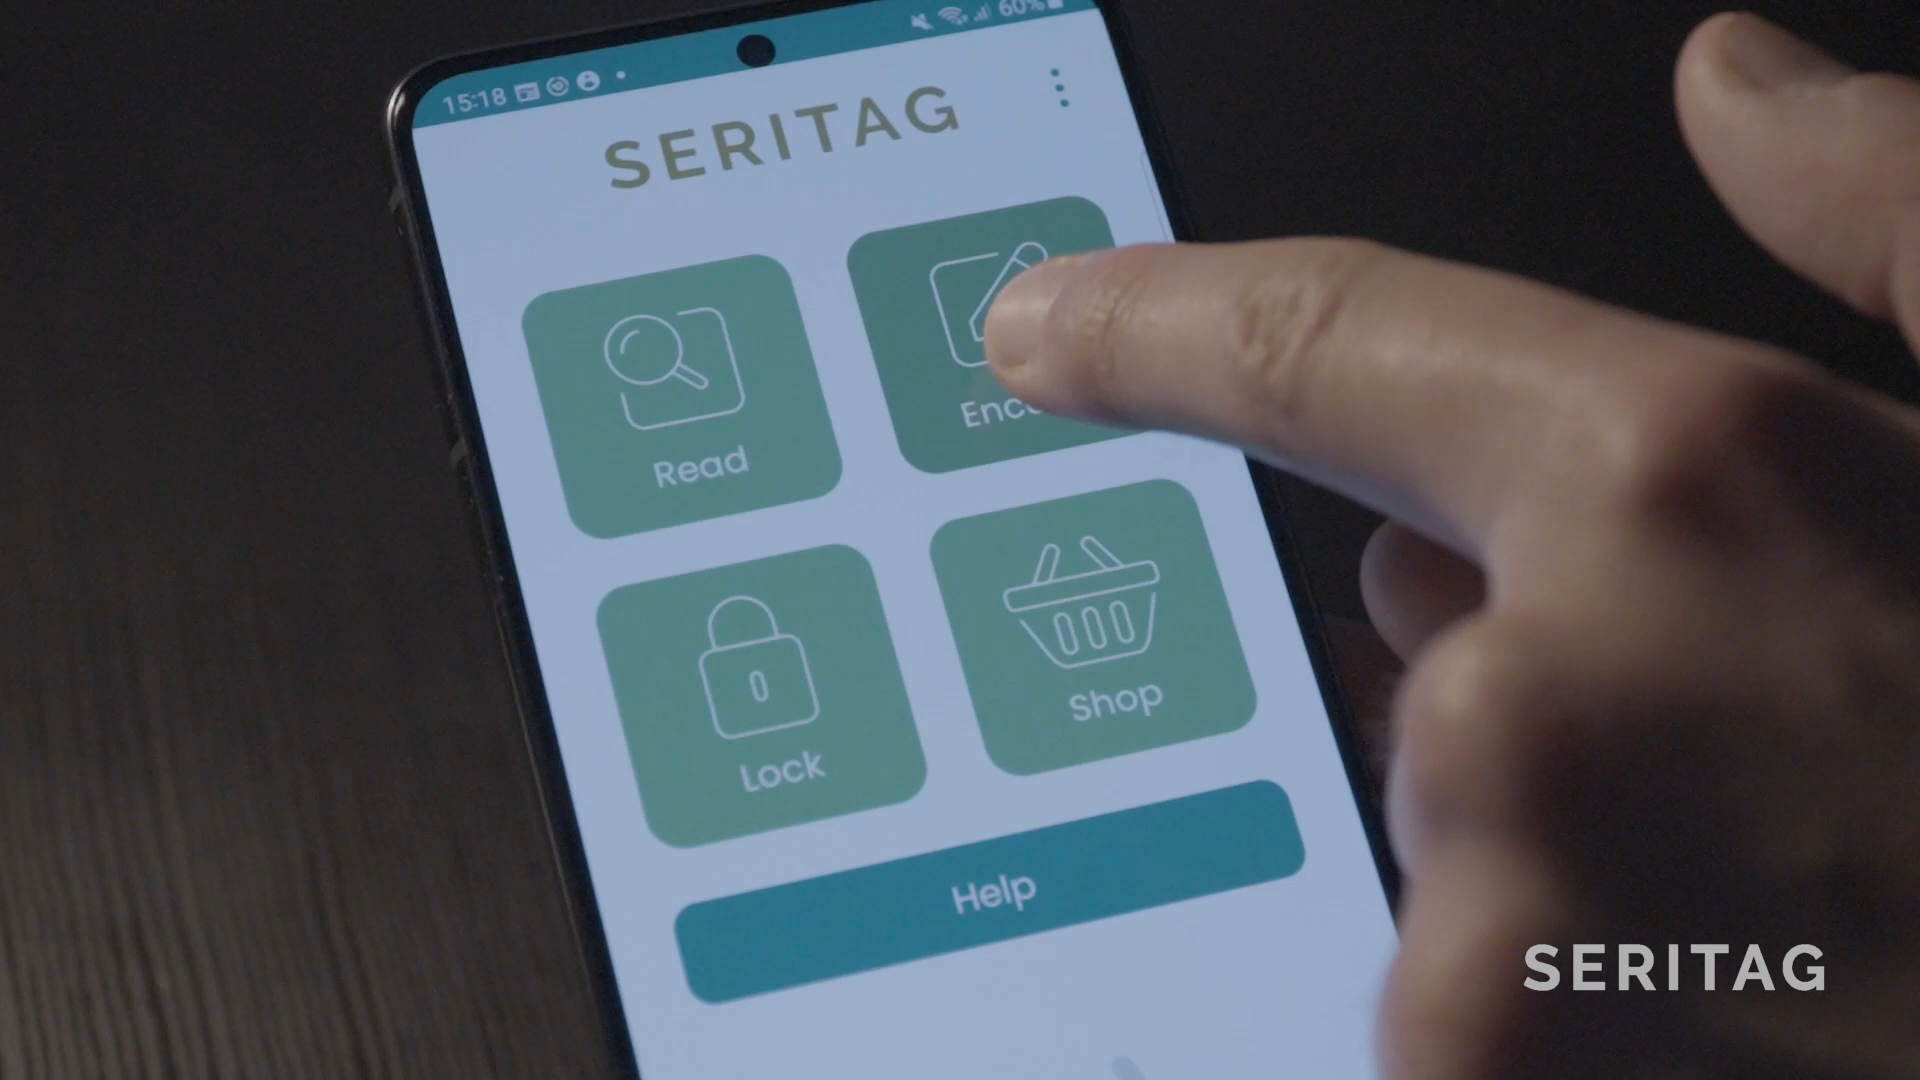 15:18
60%
SERITAG
Read
Lock
Shop
Help
SERITAG